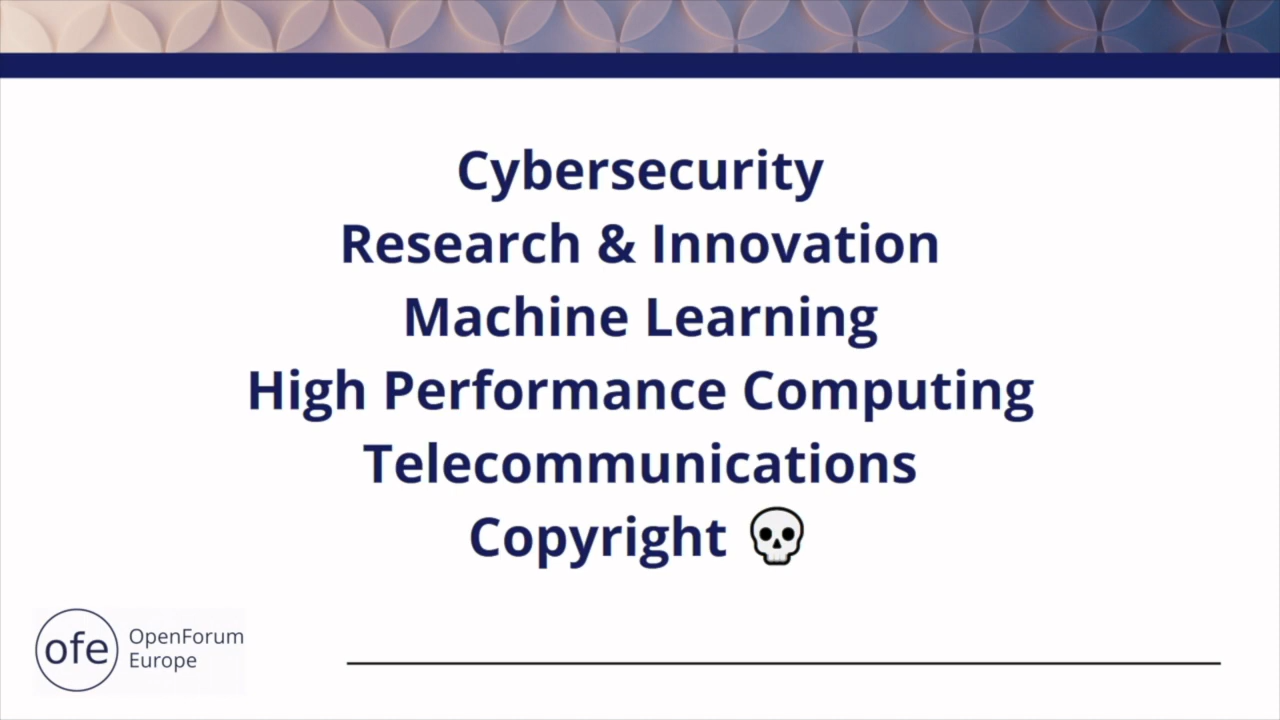 Cybersecurity
Research & Innovation
Machine Learning
High Performance Computing
Telecommunications
Copyright 💀
ofe
OpenForum
Europe